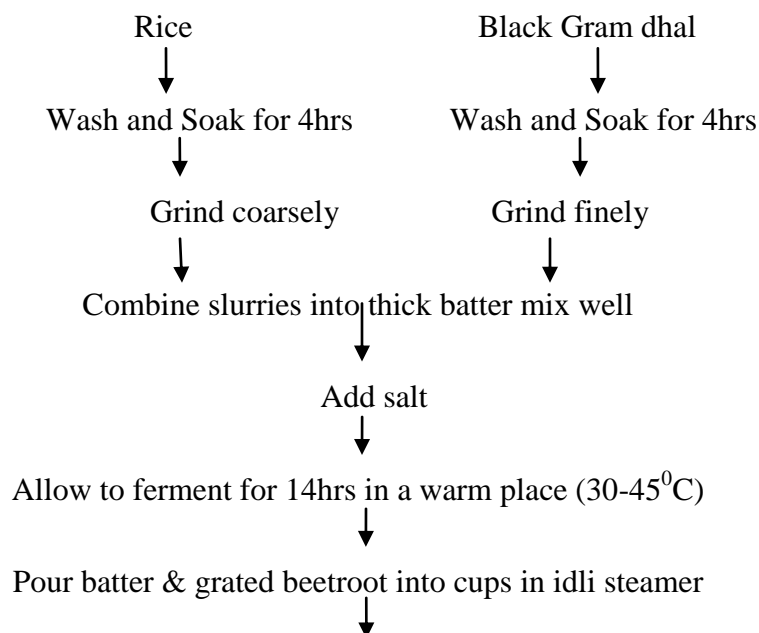 Rice Black Gram dhal
Wash and Soak for 4hrs Wash and Soak for 4hrs
Grind coarsely Grind finely
Combine slurries into thick batter mix well
Add salt
Allow to ferment for 14hrs in a warm place (30-45⁰C)
Pour batter & grated beetroot into cups in idli steamer